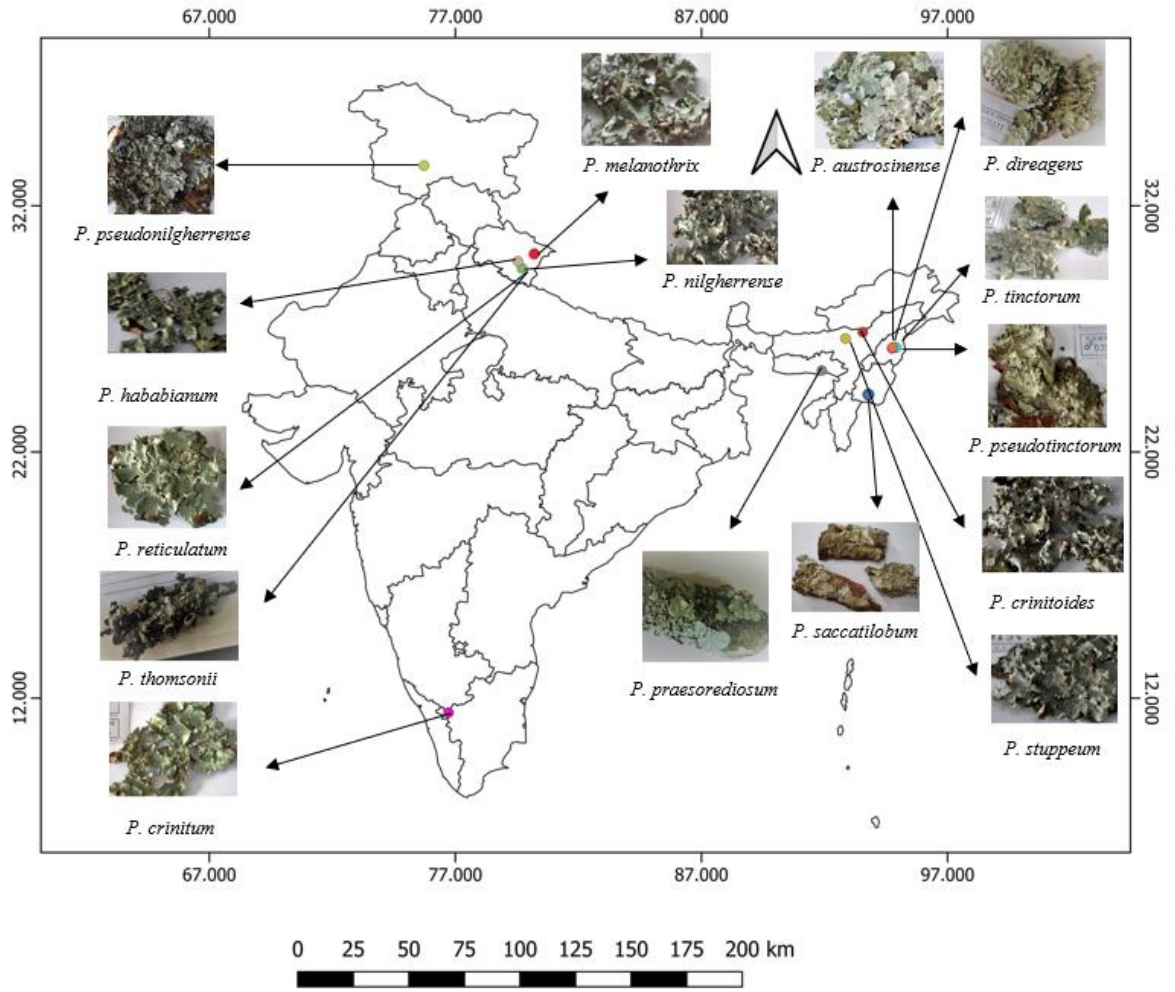 67.000 77.000 87.000 97.000
P. melanothrix
P. austrosinense
P. direagens
32.000
32.000
P. pseudonilgherrense
P. nilgherrense
P. tinctorum
P. hababianum
P. pseudotinctorum
22.000
22.000
P. reticulatum
P. crinitoides
P. saccatilobum
P. thomsonii
P. praesorediosum
12.000
12.000
P. stuppeum
P. crinitum
67.000 77.000 87.000 97.000
0 25 50 75 100 125 150 175 200 km